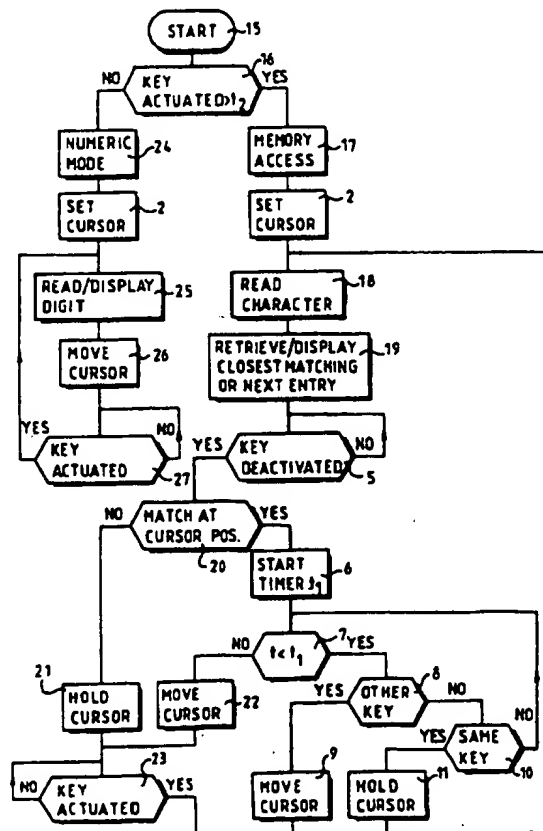 START
15
16
NO
KEY
ACTUATED>t2
YES
NUMERIC
MODE
24
MEMORY
ACCESS
17
SET
CURSOR
2
SET
CURSOR
2
READ/DISPLAY
DIGIT
25
READ
CHARACTER
18
MOVE
CURSOR
26
RETRIEVE/DISPLAY
CLOSEST MATCHING
OR NEXT ENTRY
19
YES
KEY
ACTUATED
NO
27
YES
KEY
DEACTIVATED
NO
5
NO
MATCH AT
CURSOR POS.
YES
20
START
TIMER t1
6
NO
t<t1
7
YES
21
HOLD
CURSOR
MOVE
CURSOR
22
YES
OTHER
KEY
8
NO
YES
SAME
KEY
NO
10
NO
KEY
ACTUATED
23
YES
9
MOVE
CURSOR
11
HOLD
CURSOR